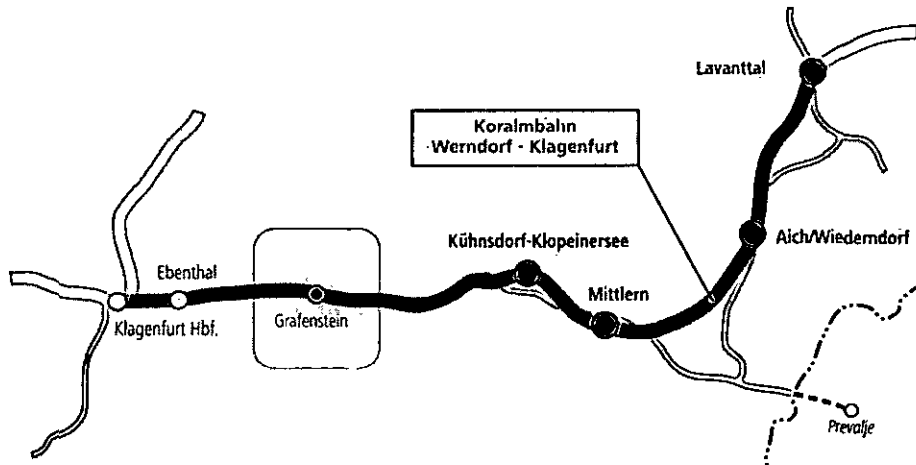 Lavanttal
Koralmbahn
Werndorf - Klagenfurt
Kühnsdorf-Klopeinersee
Aich/Wiederndorf
Ebenthal
Mittlern
Klagenfurt Hbf.
Grafenstein
Prevalje